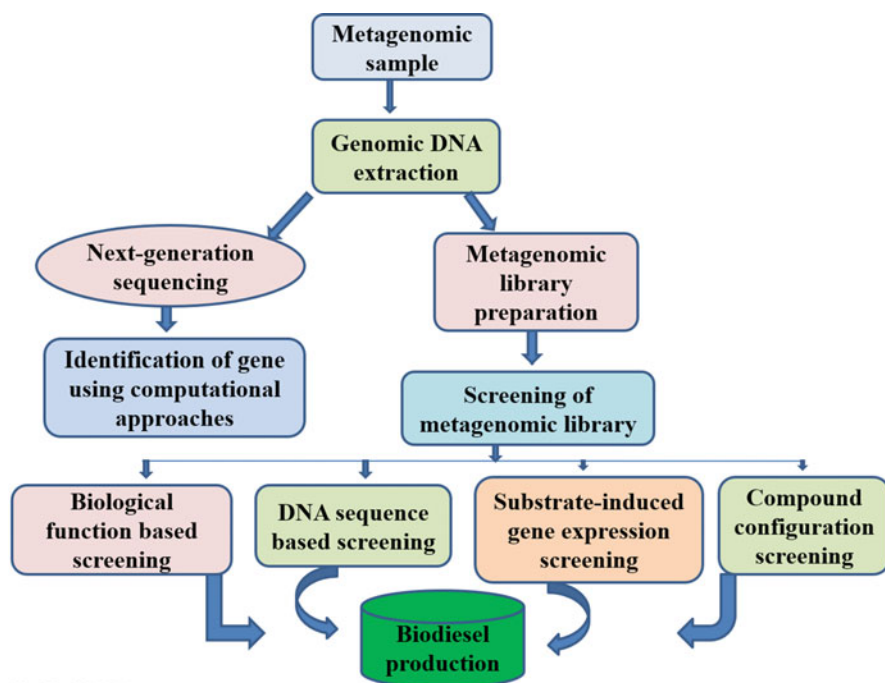 Metagenomic
sample
Genomic DNA
extraction
Next-generation
sequencing
Metagenomic
library
preparation
Identification of gene
using computational
approaches
Screening of
metagenomic library
Biological
function based
screening
DNA sequence
based screening
Substrate-induced
gene expression
screening
Compound
configuration
screening
Biodiesel
production